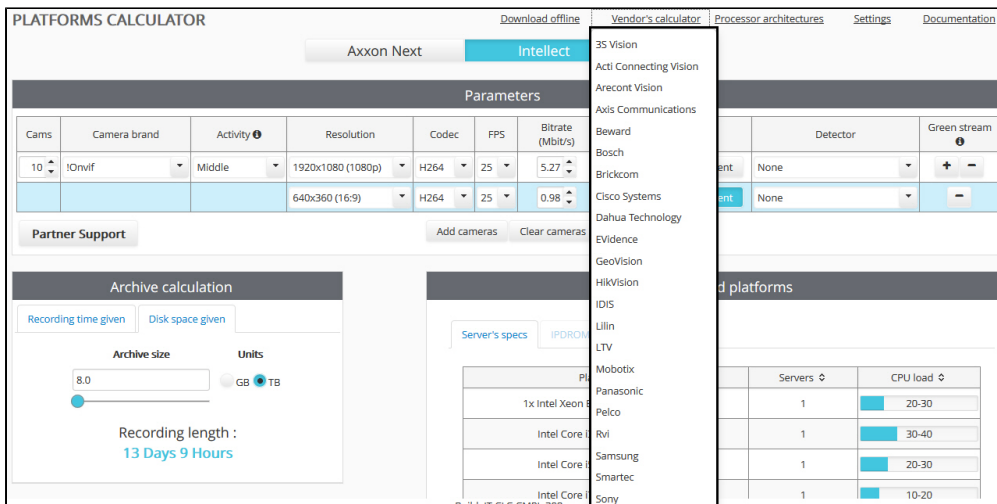 PLATFORMS CALCULATOR
Download offline Vendor's calculator Processor architectures Settings Documentation
Axxon Next Intellect
3S Vision
Acti Connecting Vision
Arecont Vision
Axis Communications
Beward
Bosch
Brickcom
Cisco Systems
Dahua Technology
EVidence
GeoVision
HikVision
IDIS
Lilin
LTV
Mobotix
Panasonic
Pelco
Rvi
Samsung
Smartec
Sony
Parameters
Cams Camera brand Activity Resolution Codec FPS Bitrate (Mbit/s) Detector Green stream
10 !Onvif Middle 1920x1080 (1080p) H264 25 5.27 ent None + −
640x360 (16:9) H264 25 0.98 ent None −
Partner Support Add cameras Clear cameras
Archive calculation
Recording time given Disk space given
Archive size Units
8.0 GB TB
Recording length :
13 Days 9 Hours
d platforms
Server's specs IPDROM
Servers CPU load
1x Intel Xeon 1 20-30
Intel Core 1 30-40
Intel Core 1 20-30
Intel Core 1 10-20